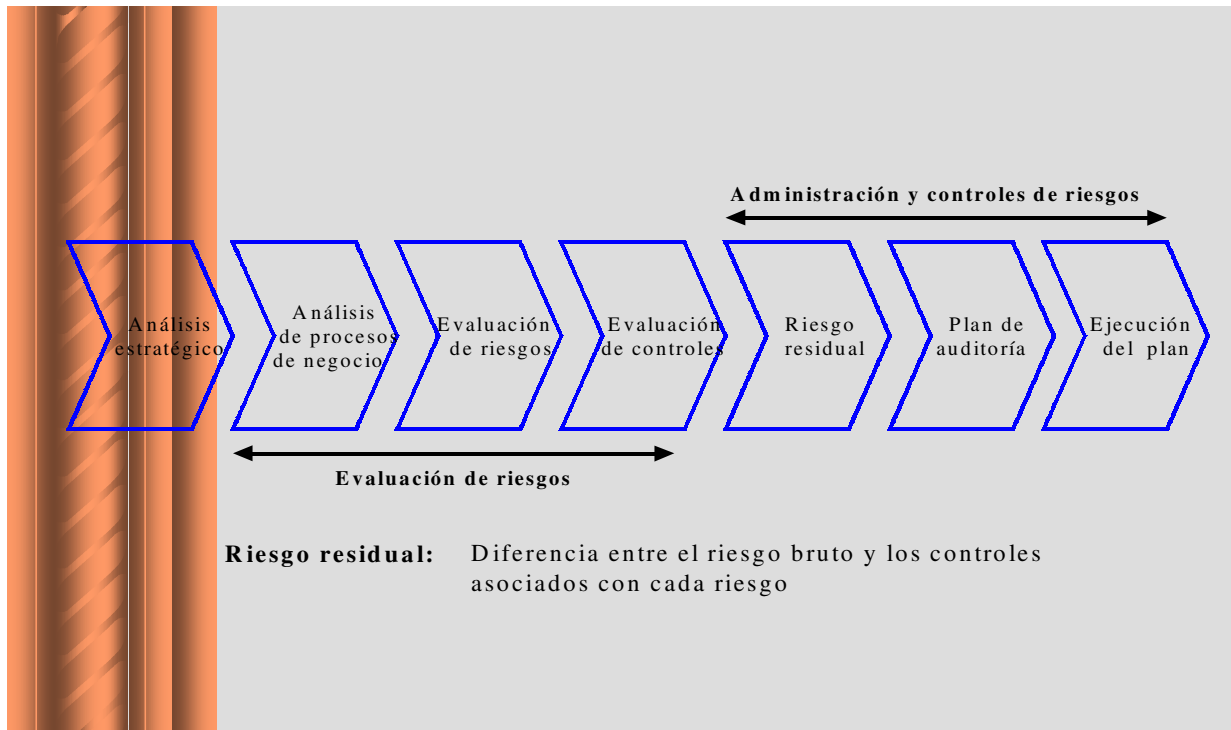 Administración y controles de riesgos
Análisis
estratégico
Análisis
de procesos
de negocio
Evaluación
de riesgos
Evaluación
de controles
Riesgo
residual
Plan de
auditoría
Ejecución
del plan
Evaluación de riesgos
Riesgo residual: Diferencia entre el riesgo bruto y los controles
asociados con cada riesgo